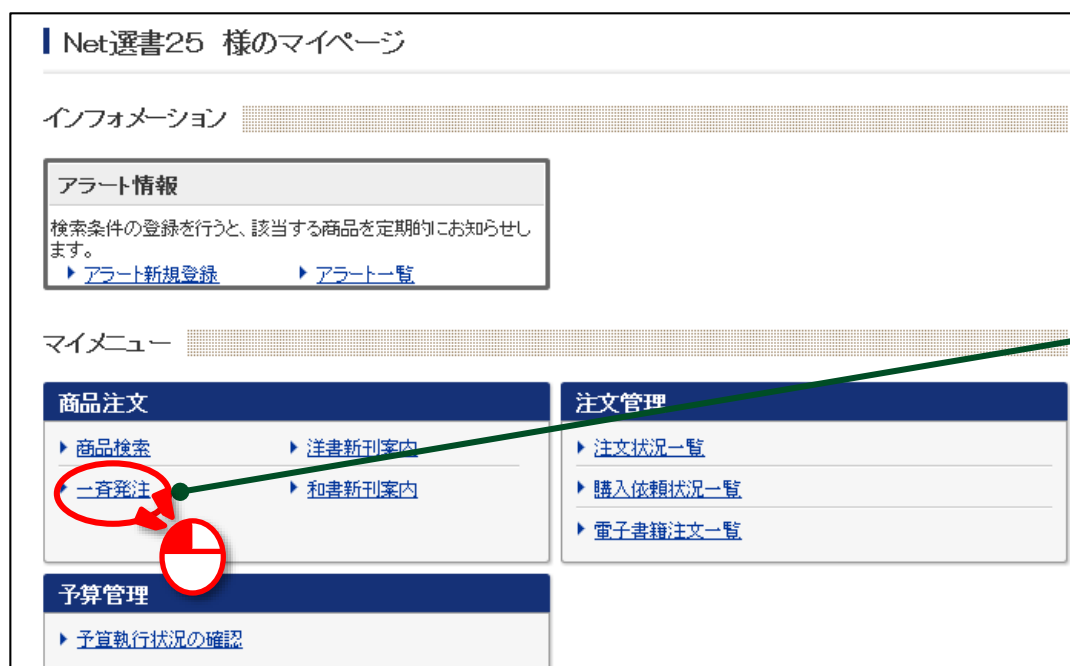 Net選書25 様のマイページ
インフォメーション
アラート情報
検索条件の登録を行うと、該当する商品を定期的にお知らせし
ます。
アラート新規登録 アラート一覧
マイメニュー
商品注文 注文管理
商品検索 洋書新刊案内 注文状況一覧
一斉発注 和書新刊案内 購入依頼状況一覧
電子書籍注文一覧
予算管理
予算執行状況の確認